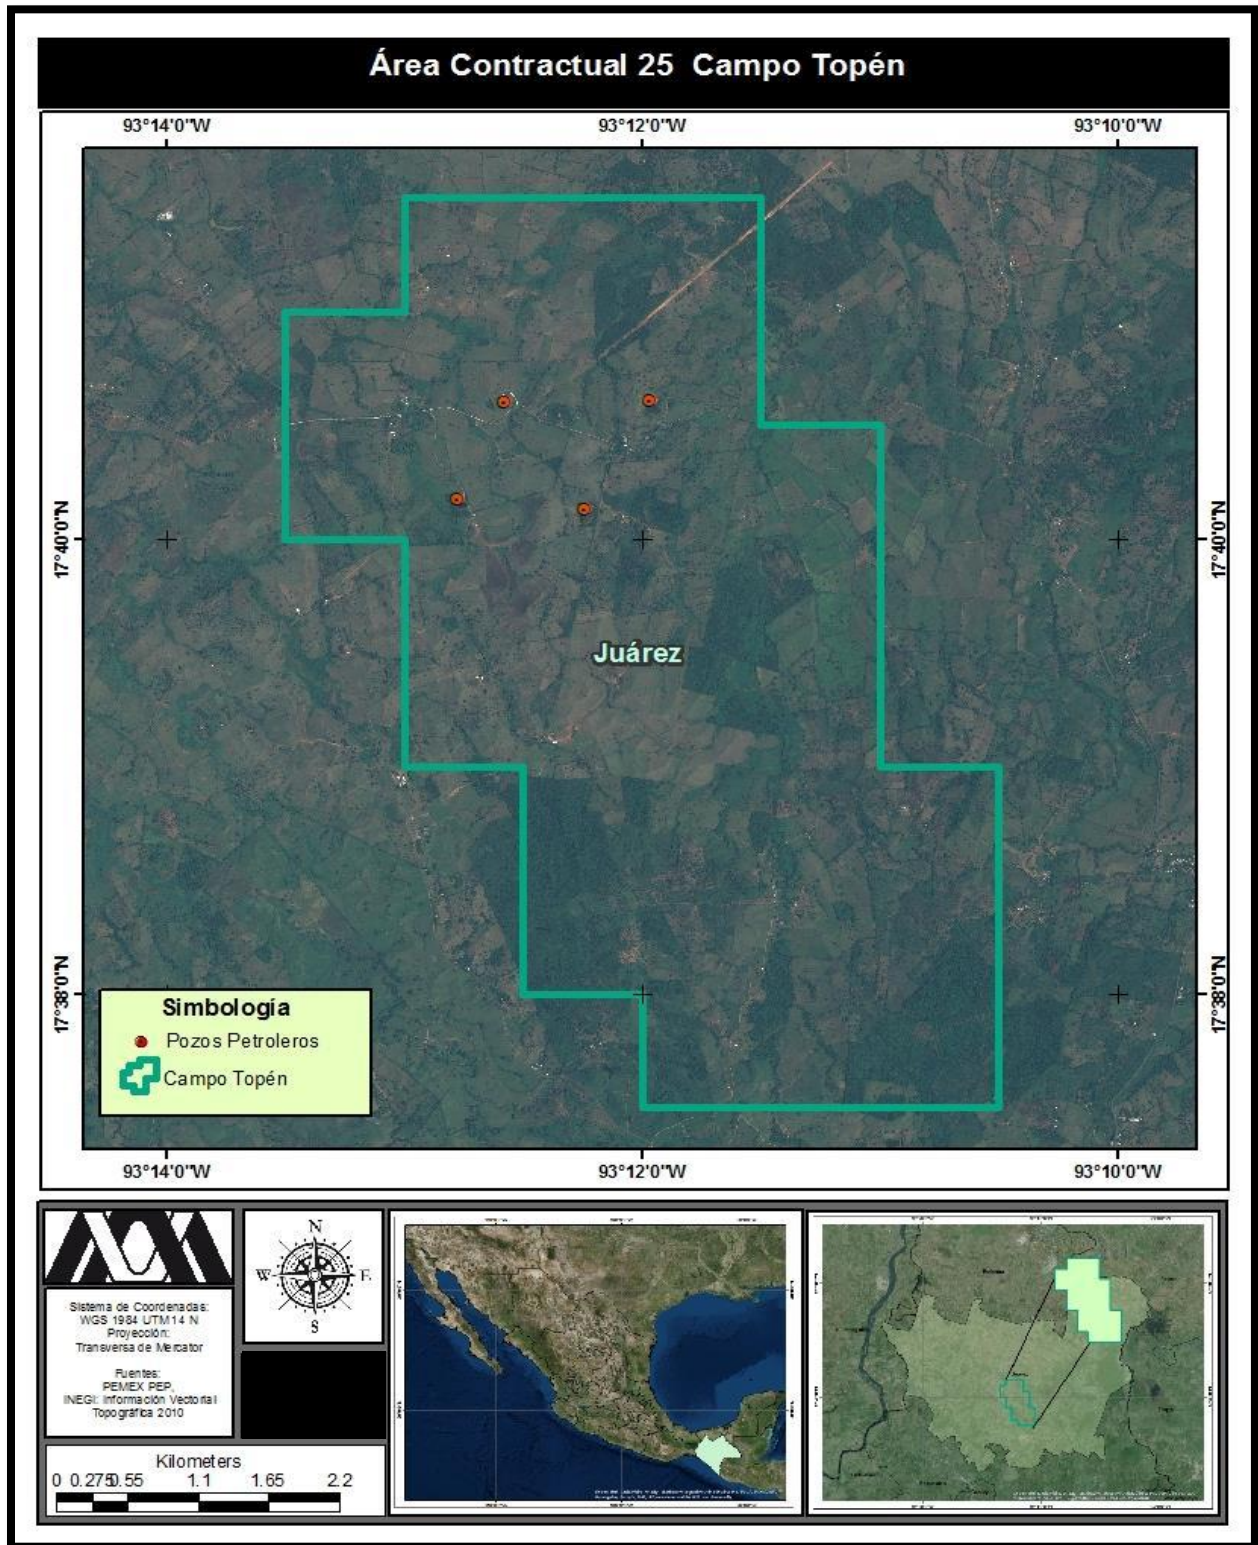 Área Contractual 25 Campo Topén
93°14'0"W
93°12'0"W
93°10'0"W
17°40'0"N
17°40'0"N
Juárez
17°38'0"N
17°38'0"N
Simbología
Pozos Petroleros
Campo Topén
93°14'0"W
93°12'0"W
93°10'0"W
Sistema de Coordenadas:
WGS 1984 UTM 14 N
Proyección:
Transversa de Mercator
Fuentes:
PEMEX PEP,
INEGI: Información Vectorial
Topográfica 2010
N
W
E
S
Kilometers
0 0.275 0.55 1.1 1.65 2.2